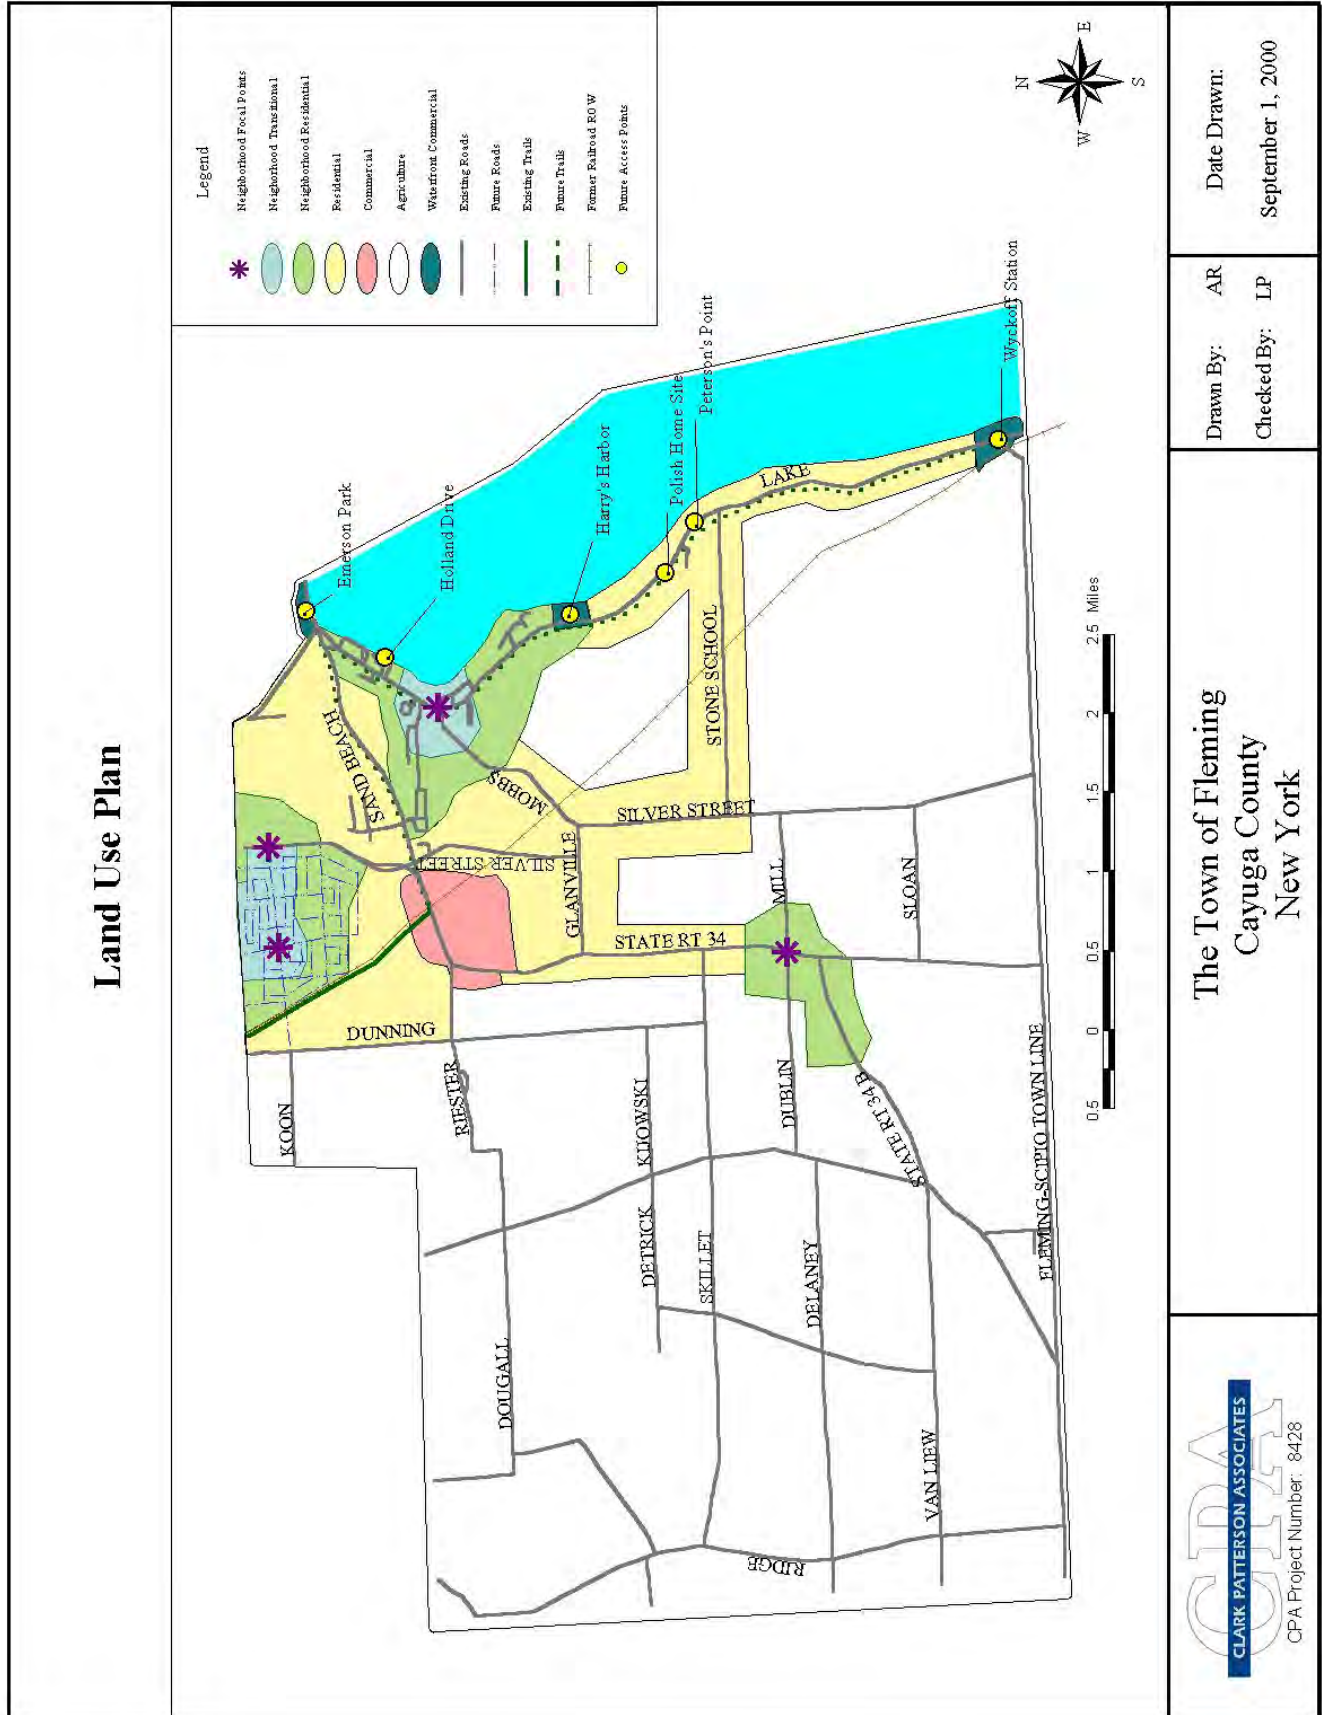 Land Use Plan
Legend
Neighborhood Focal Points
Neighorhood Transitional
Neighborhood Residential
Residential
Commercial
Agriculture
Waterfront Commercial
Existing Roads
Future Roads
Existing Trails
Future Trails
Former Railroad ROW
Future Access Points
N
E
S
W
Emerson Park
Holland Drive
Harry's Harbor
Polish Home Site
Peterson's Point
Wyckoff Station
LAKE
SAND BEACH
MOBBS
STONE SCHOOL
SILVER STREET
SILVER STREET
GLANVILLE
STATE RT 34
MILL
SLOAN
DUNNING
KOON
RIESTER
KIJOWSKI
DUBLIN
STATE RT 34 B
FLEMING-SCIPIO TOWN LINE
DETRICK
SKILLET
DELANEY
DOUGALL
VAN LIEW
RIDGE
0.5 0 0.5 1 1.5 2 2.5 Miles
CPA
CLARK PATTERSON ASSOCIATES
CPA Project Number: 8428
The Town of Fleming
Cayuga County
New York
Drawn By: AR
Checked By: LP
Date Drawn:
September 1, 2000